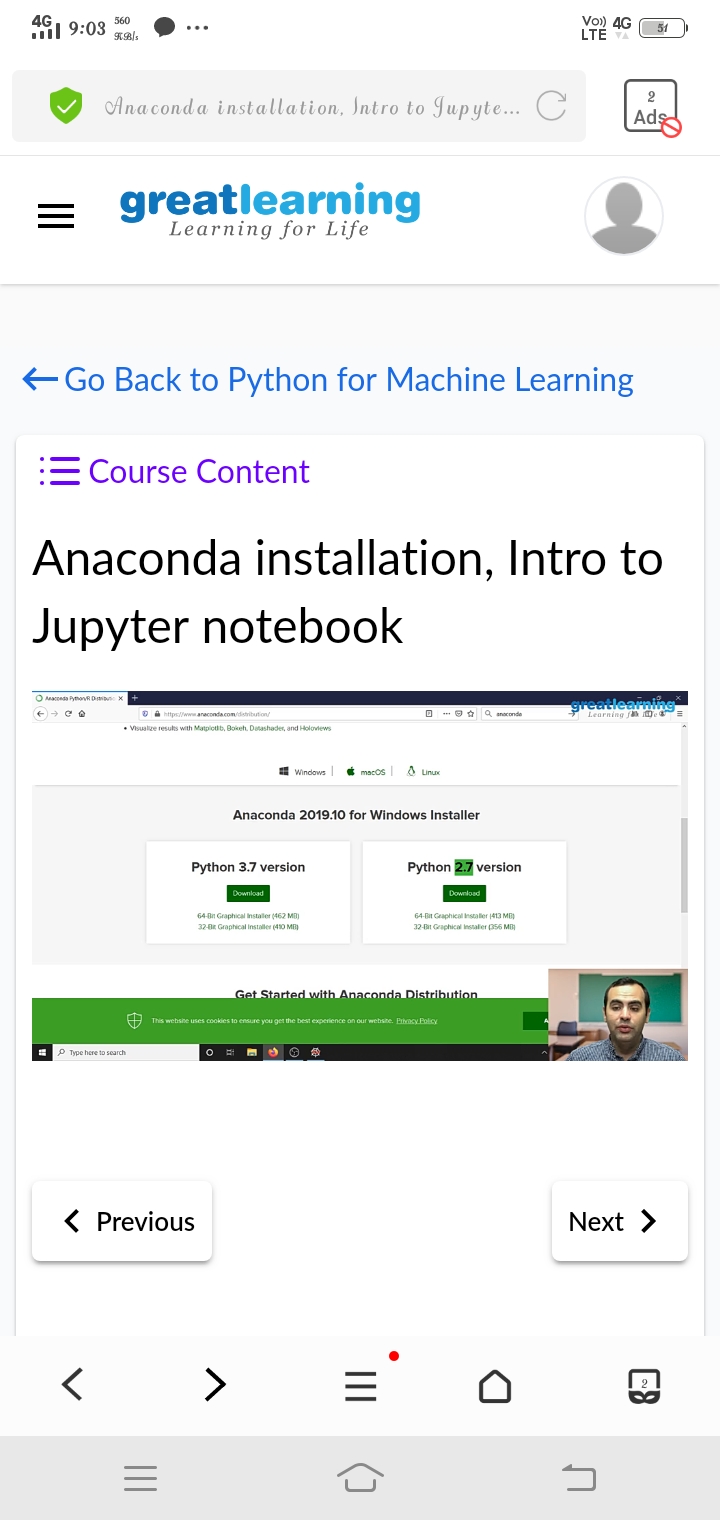 4G 9:03 560 KB/s ... Vo)) LTE 4G 51
Anaconda installation, Intro to Jupyte... 2 Ads
greatlearning
Learning for Life
Go Back to Python for Machine Learning
Course Content
Anaconda installation, Intro to
Jupyter notebook
Anaconda Python/R Distributi
https://www.anaconda.com/distribution/ anaconda
greatlearning
Learning for Life
• Visualize results with Matplotlib, Bokeh, Datashader, and Holoviews
Windows | macOS | Linux
Anaconda 2019.10 for Windows Installer
Python 3.7 version
Download
64-Bit Graphical Installer (462 MB)
32-Bit Graphical Installer (410 MB)
Python 2.7 version
Download
64-Bit Graphical Installer (413 MB)
32-Bit Graphical Installer (356 MB)
Get Started with Anaconda Distribution
This website uses cookies to ensure you get the best experience on our website. Privacy Policy
A
Type here to search
Previous
Next
2